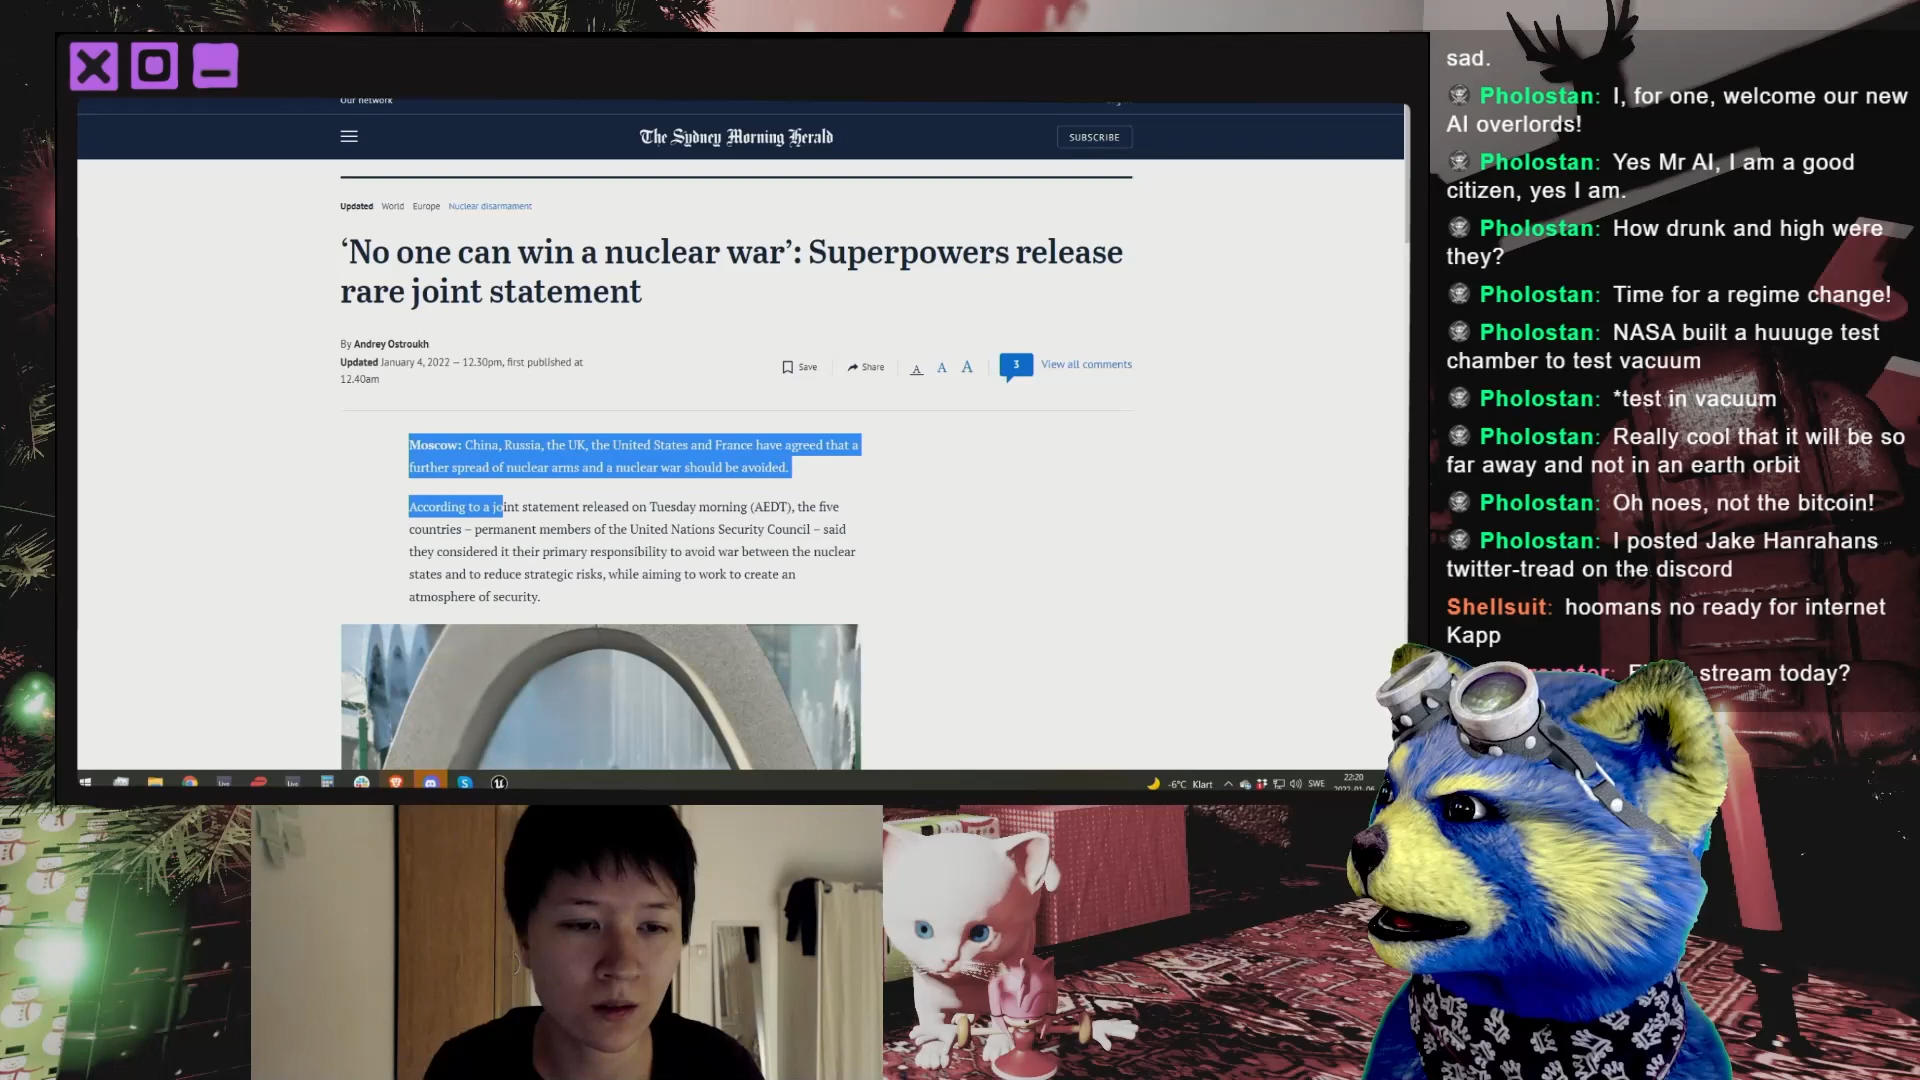 Our network
The Sydney Morning Herald
SUBSCRIBE
Updated World Europe Nuclear disarmament
‘No one can win a nuclear war’: Superpowers release
rare joint statement
By Andrey Ostroukh
Updated January 4, 2022 – 12.30pm, first published at
12.40am
Save
Share
A A A
3
View all comments
Moscow: China, Russia, the UK, the United States and France have agreed that a
further spread of nuclear arms and a nuclear war should be avoided.
According to a joint statement released on Tuesday morning (AEDT), the five
countries – permanent members of the United Nations Security Council – said
they considered it their primary responsibility to avoid war between the nuclear
states and to reduce strategic risks, while aiming to work to create an
atmosphere of security.
-6°C Klart
SWE
22:20
2022-01-06
sad.
Pholostan: I, for one, welcome our new
AI overlords!
Pholostan: Yes Mr AI, I am a good
citizen, yes I am.
Pholostan: How drunk and high were
they?
Pholostan: Time for a regime change!
Pholostan: NASA built a huuuge test
chamber to test vacuum
Pholostan: *test in vacuum
Pholostan: Really cool that it will be so
far away and not in an earth orbit
Pholostan: Oh noes, not the bitcoin!
Pholostan: I posted Jake Hanrahans
twitter-tread on the discord
Shellsuit: hoomans no ready for internet
Kapp
stream today?